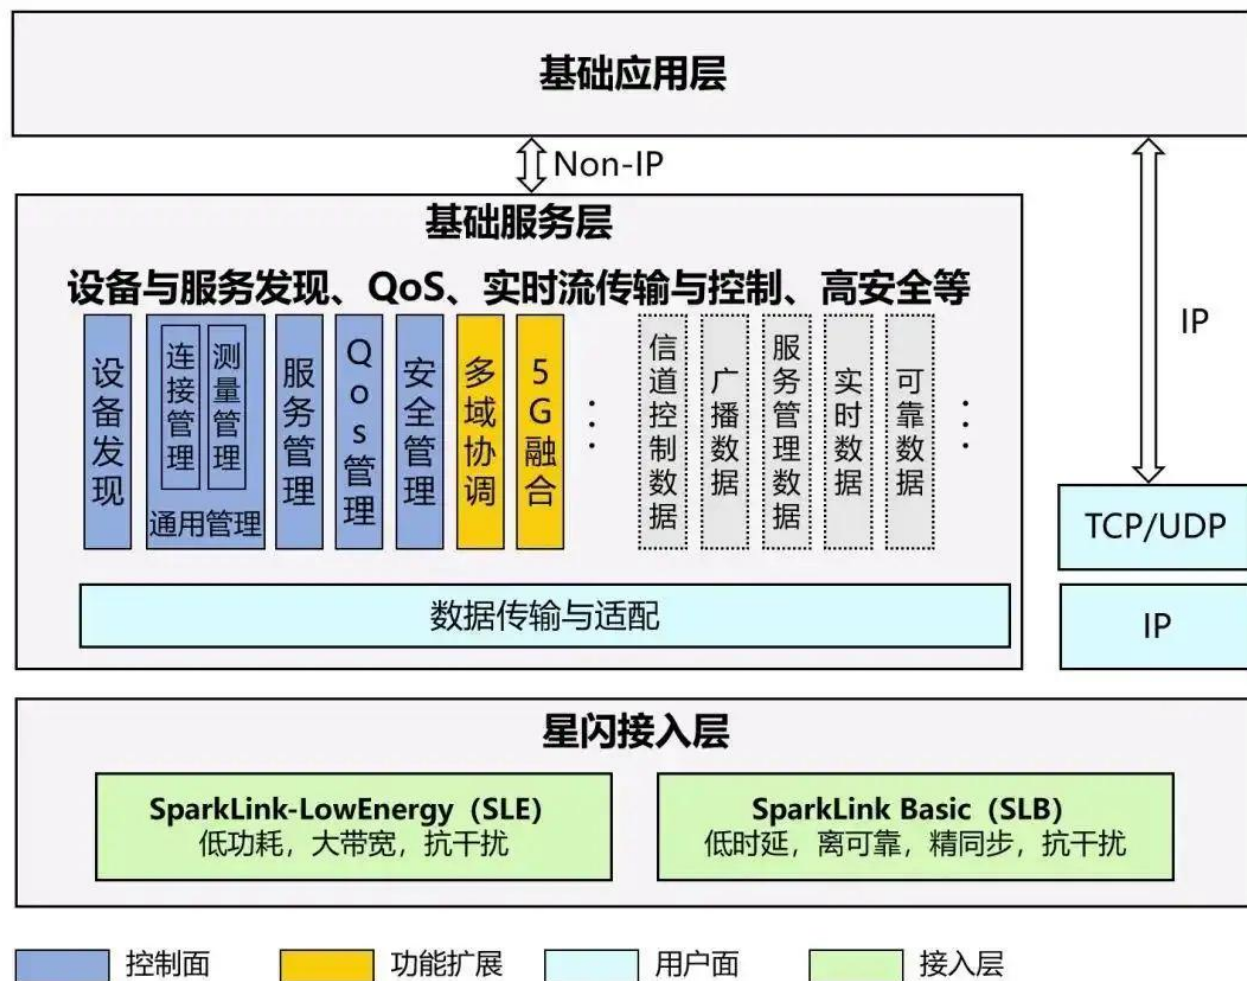 基础应用层
Non-IP
IP
基础服务层
设备与服务发现、QoS、实时流传输与控制、高安全等
设备发现
连接管理
测量管理
通用管理
服务管理
Qos管理
安全管理
多域协调
5G融合
信道控制数据
广播数据
服务管理数据
实时数据
可靠数据
数据传输与适配
TCP/UDP
IP
星闪接入层
SparkLink-LowEnergy（SLE）
低功耗，大带宽，抗干扰
SparkLink Basic（SLB）
低时延，离可靠，精同步，抗干扰
控制面
功能扩展
用户面
接入层